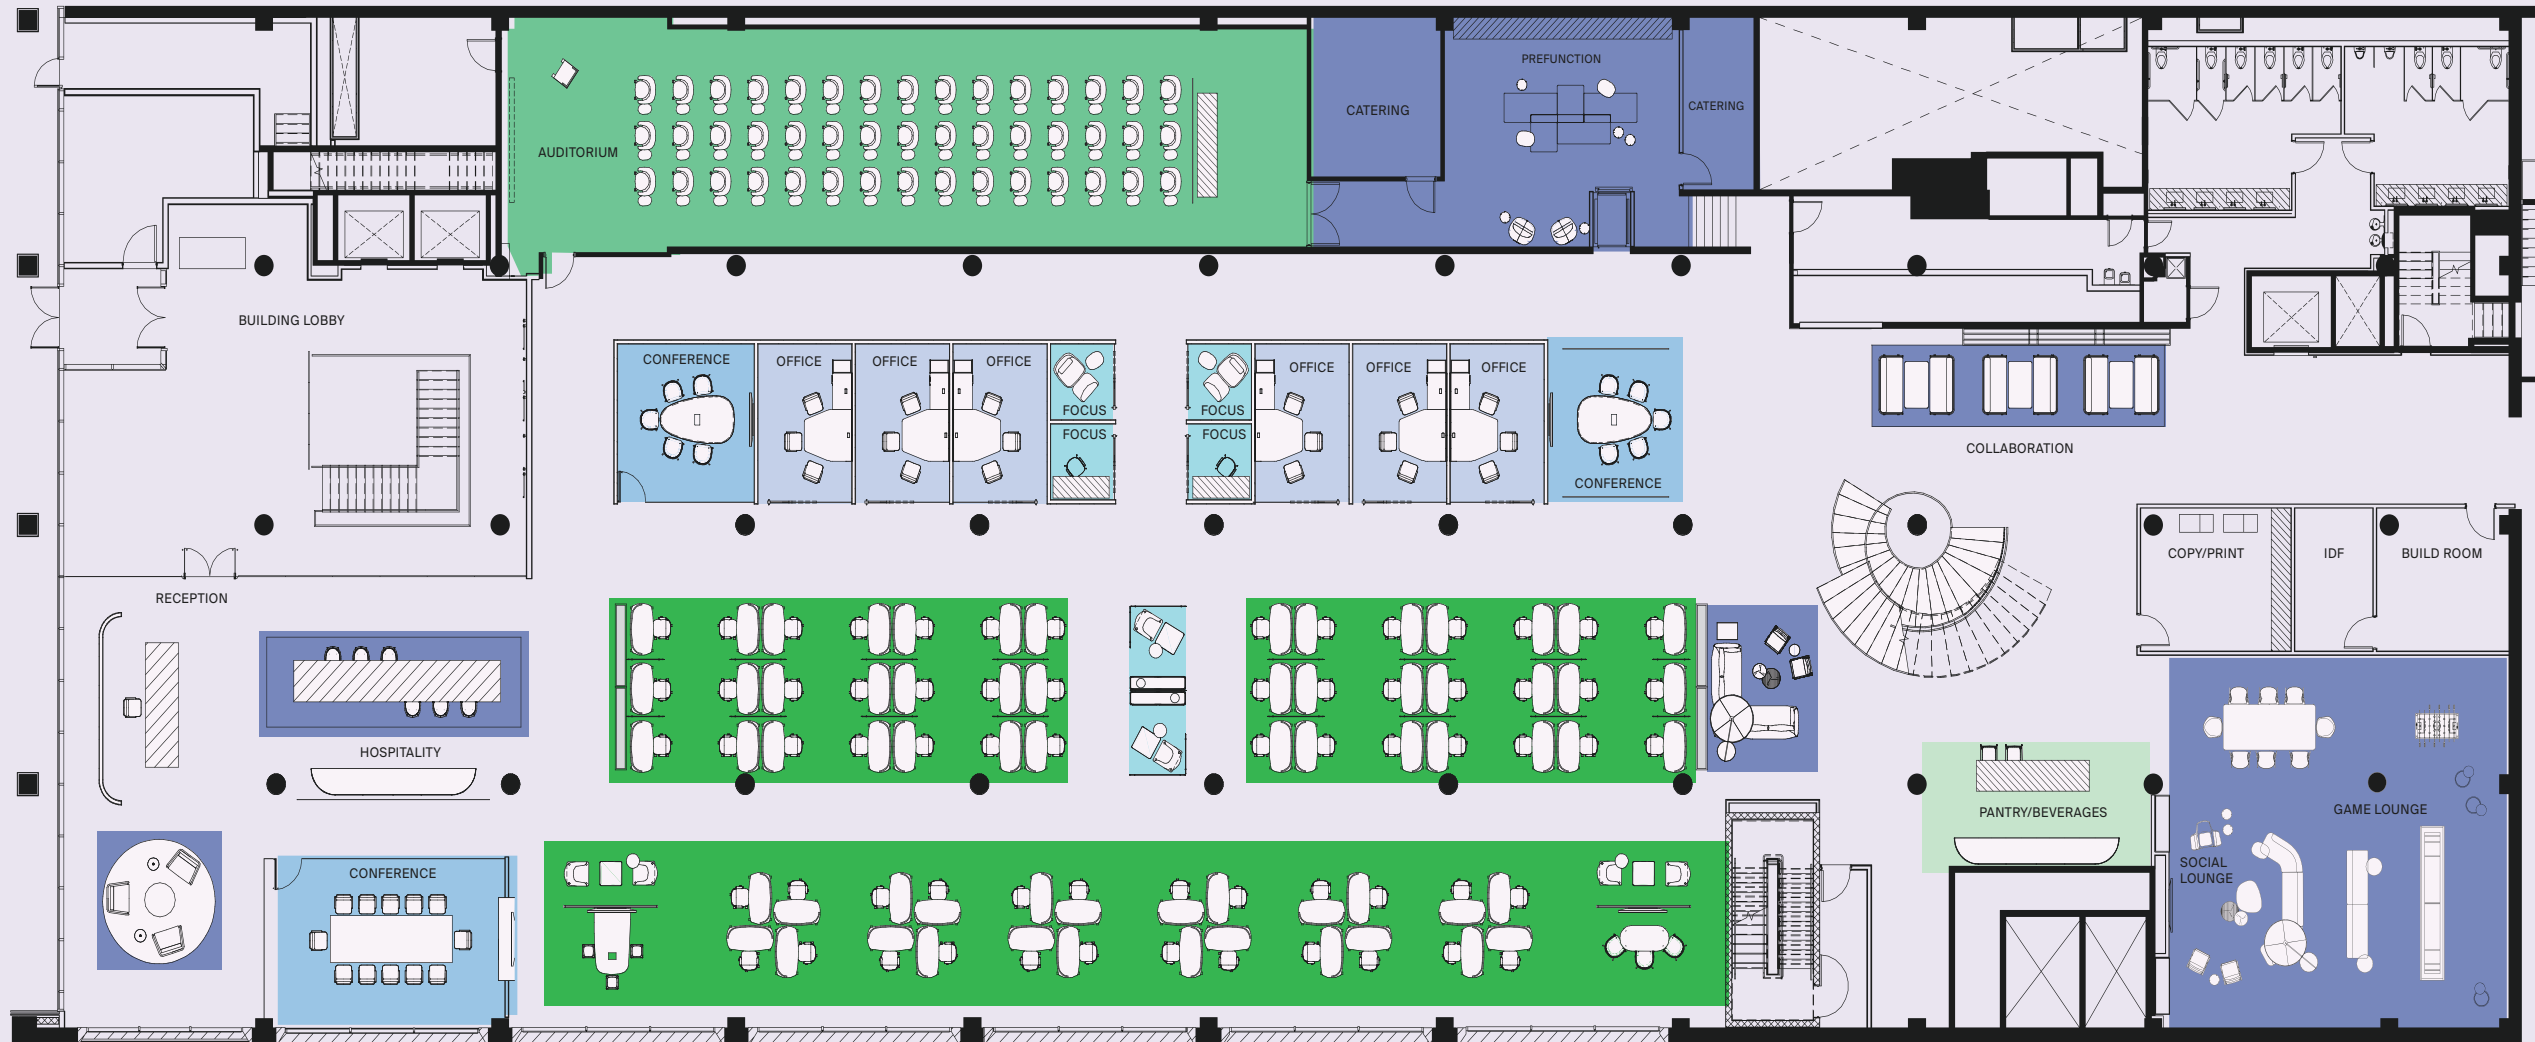 PREFUNCTION
CATERING
CATERING
AUDITORIUM
BUILDING LOBBY
CONFERENCE
OFFICE
OFFICE
OFFICE
FOCUS
FOCUS
FOCUS
FOCUS
OFFICE
OFFICE
OFFICE
CONFERENCE
COLLABORATION
COPY/PRINT
IDF
BUILD ROOM
RECEPTION
HOSPITALITY
PANTRY/BEVERAGES
GAME LOUNGE
SOCIAL
LOUNGE
CONFERENCE